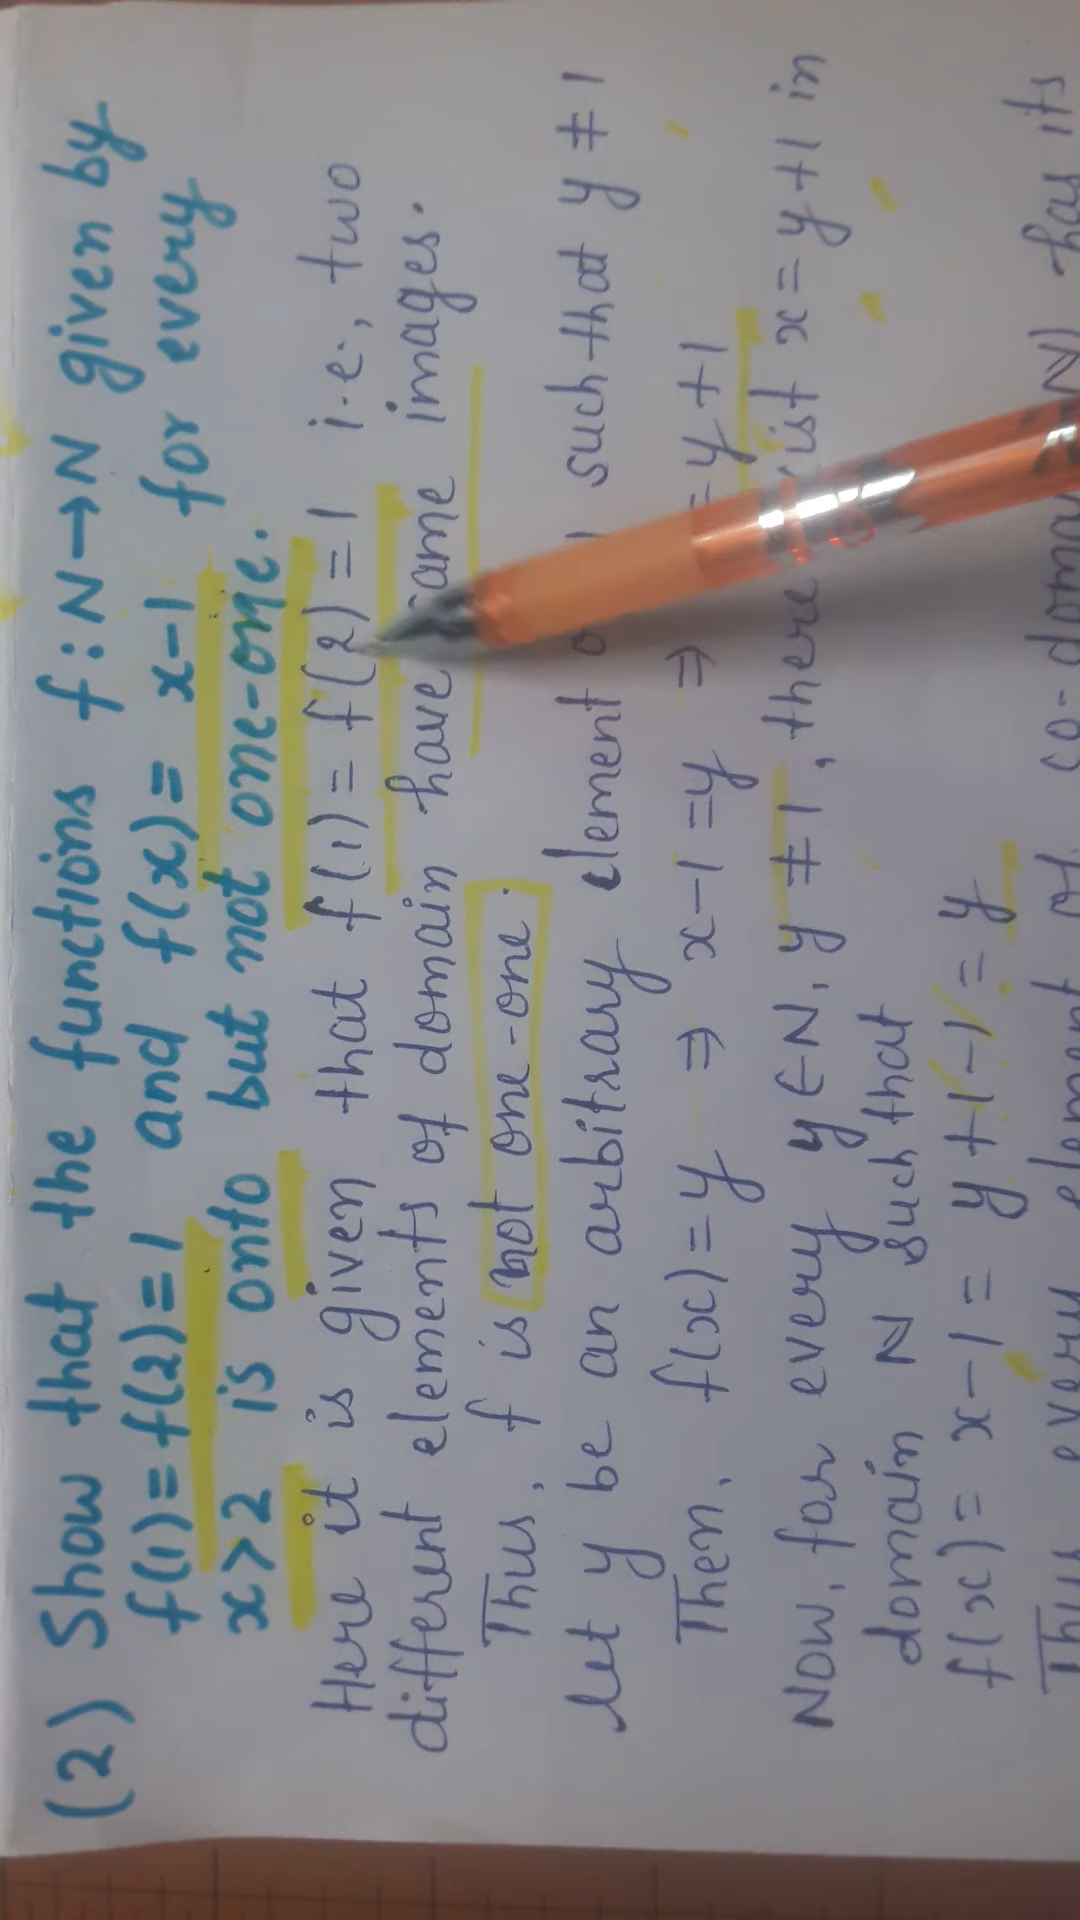 (2) Show that the functions f : N → N given by
f(1) = f(2) = 1 and f(x) = x-1 for every
x > 2 is onto but not one-one.
Here it is given that f(1) = f(2) = 1 i.e., two
different elements of domain have same images.
Thus, f is not one-one.
Let y be an arbitrary element such that y ≠ 1
Then, f(x) = y ⇒ x-1 = y ⇒ = y+1
Now, for every y ∈ N, y ≠ 1, there exist x = y+1 in
domain N such that
f(x) = x-1 = y+1-1 = y
Thus every element of co-domain N) has its